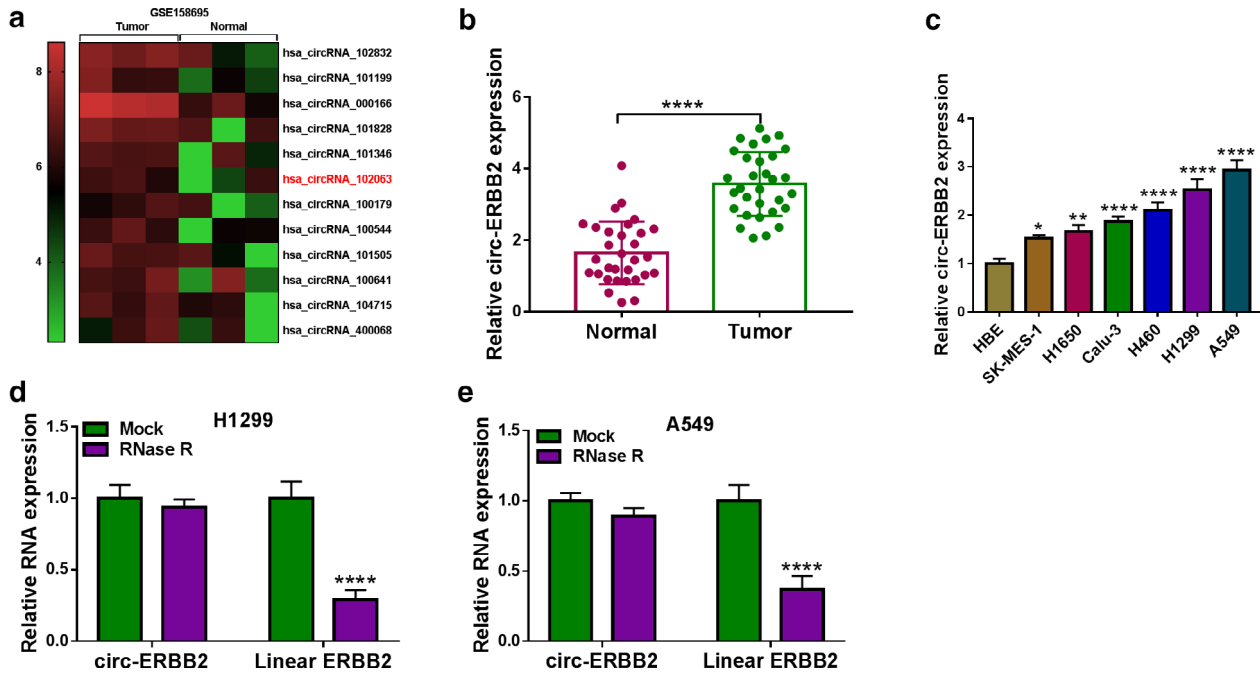 a
GSE158695
Tumor Normal
8
6
4
hsa_circRNA_102832
hsa_circRNA_101199
hsa_circRNA_000166
hsa_circRNA_101828
hsa_circRNA_101346
hsa_circRNA_102063
hsa_circRNA_100179
hsa_circRNA_100544
hsa_circRNA_101505
hsa_circRNA_100641
hsa_circRNA_104715
hsa_circRNA_400068
b
Relative circ-ERBB2 expression
6
4
2
0
****
Normal Tumor
c
Relative circ-ERBB2 expression
4
3
2
1
0
* ** **** **** **** ****
HBE SK-MES-1 H1650 Calu-3 H460 H1299 A549
d
H1299
Mock
RNase R
Relative RNA expression
1.5
1.0
0.5
0.0
****
circ-ERBB2 Linear ERBB2
e
A549
Mock
RNase R
Relative RNA expression
1.5
1.0
0.5
0.0
****
circ-ERBB2 Linear ERBB2